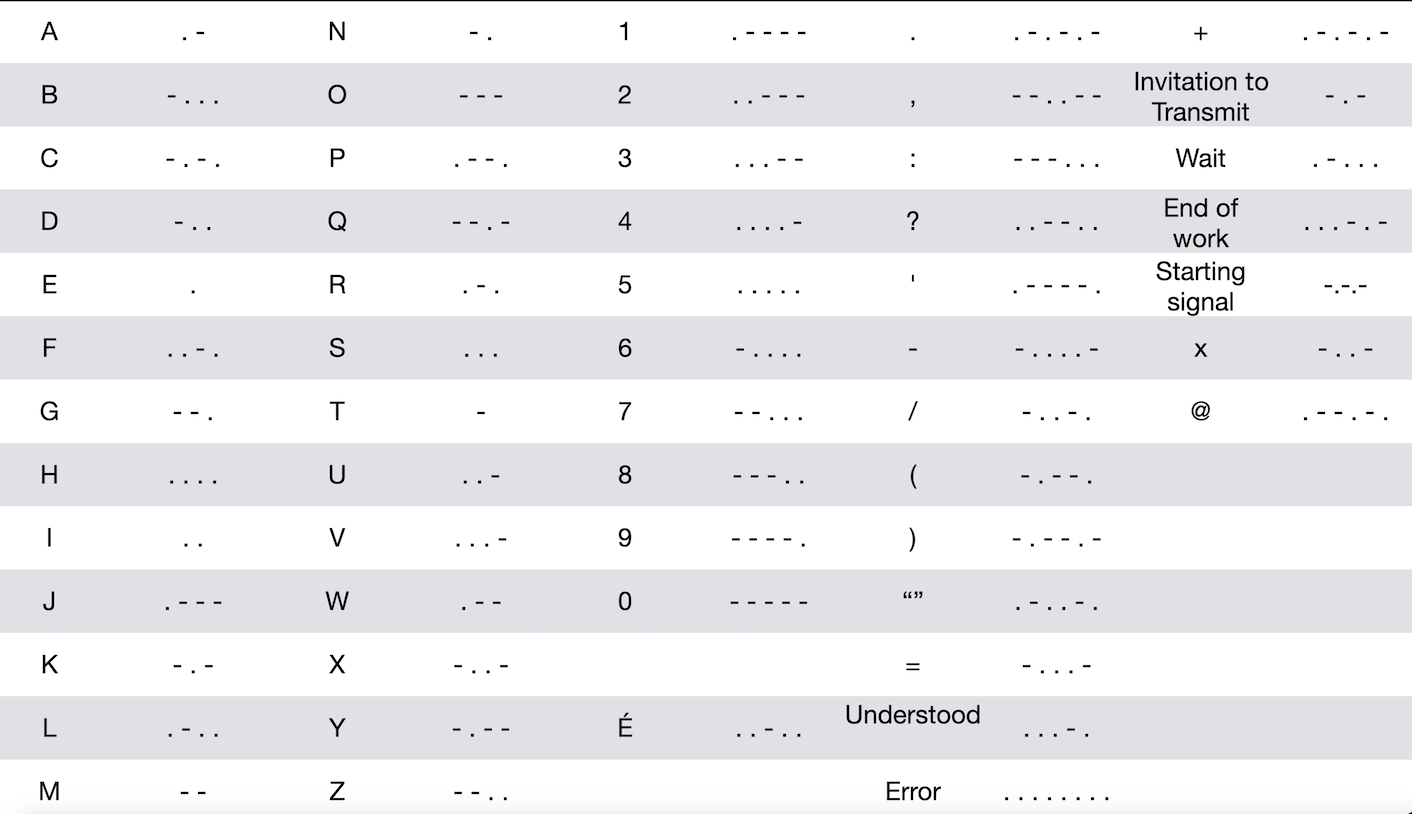 A . - N - . 1 . - - - - . . - . - . - + . - . - . -
B - . . . O - - - 2 . . - - - , - - . . - - Invitation to
Transmit - . -
C - . - . P . - - . 3 . . . - - : - - - . . . Wait . - . . .
D - . . Q - - . - 4 . . . . - ? . . - - . . End of
work . . . - . -
E . R . - . 5 . . . . . ' . - - - - . Starting
signal -.-.-
F . . - . S . . . 6 - . . . . - - . . . . - x - . . -
G - - . T - 7 - - . . . / - . . - . @ . - - . - .
H . . . . U . . - 8 - - - . . ( - . - - .
I . . V . . . - 9 - - - - . ) - . - - . -
J . - - - W . - - 0 - - - - - “” . - . . - .
K - . - X - . . - = - . . . -
L . - . . Y - . - - É . . - . . Understood . . . - .
M - - Z - - . . Error . . . . . . . .